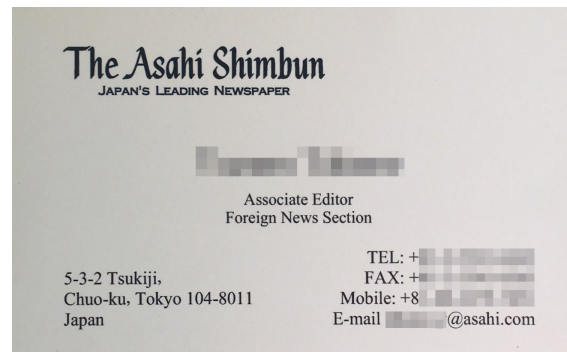 The Asahi Shimbun
JAPAN'S LEADING NEWSPAPER
Associate Editor
Foreign News Section
5-3-2 Tsukiji,
Chuo-ku, Tokyo 104-8011
Japan
TEL: +
FAX: +
Mobile: +8
E-mail @asahi.com